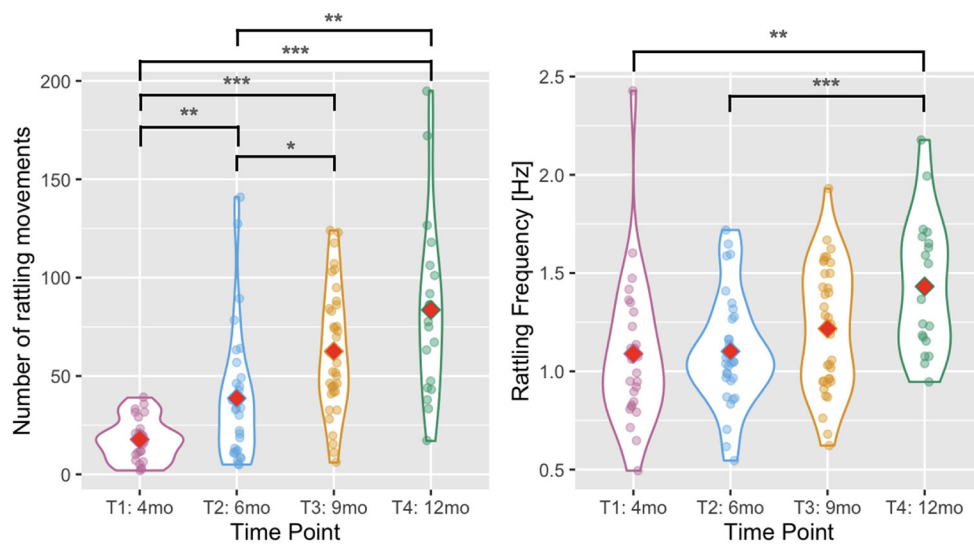 **
***
***
**
*
200
150
100
50
0
Number of rattling movements
T1: 4mo T2: 6mo T3: 9mo T4: 12mo
Time Point
**
***
2.5
2.0
1.5
1.0
0.5
Rattling Frequency [Hz]
T1: 4mo T2: 6mo T3: 9mo T4: 12mo
Time Point